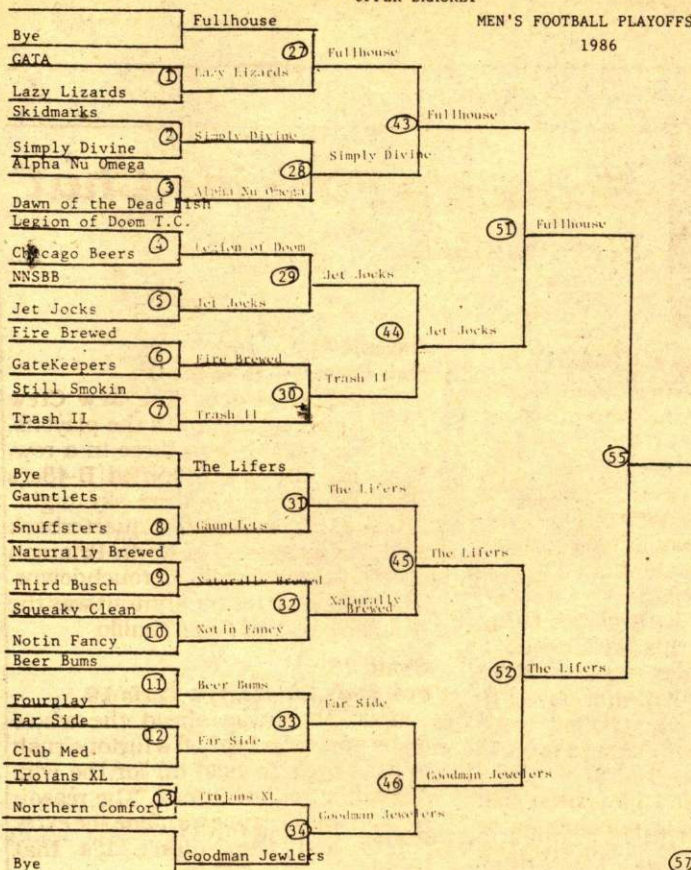 UPPER BRACKET
MEN'S FOOTBALL PLAYOFFS
1986
Fullhouse
Bye
27
Fullhouse
GATA
1
Lazy Lizards
Lazy Lizards
Skidmarks
43
Fullhouse
2
Simply Divine
Simply Divine
Alpha Nu Omega
28
Simply Divine
3
Alpha Nu Omega
Dawn of the Dead Fish
Legion of Doom T.C.
51
Fullhouse
4
Legion of Doom
Chicago Beers
NNSBB
29
Jet Jocks
5
Jet Jocks
Jet Jocks
Fire Brewed
44
Jet Jocks
6
Fire Brewed
GateKeepers
Still Smokin
30
Trash II
7
Trash II
Trash II
55
The Lifers
Bye
Gauntlets
31
The Lifers
8
Gauntlets
Snuffsters
Naturally Brewed
45
The Lifers
9
Naturally Brewed
Third Busch
Squeaky Clean
32
Naturally
Brewed
10
Notin Fancy
Notin Fancy
Beer Bums
52
The Lifers
11
Beer Bums
Fourplay
Far Side
33
Far Side
12
Far Side
Club Med
Trojans XL
46
Goodman Jewelers
13
Trojans XL
Northern Comfort
34
Goodman Jewelers
Goodman Jewlers
Bye
57